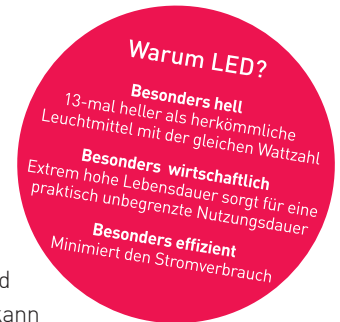 Warum LED?
Besonders hell
13-mal heller als herkömmliche
Leuchtmittel mit der gleichen Wattzahl
Besonders wirtschaftlich
Extrem hohe Lebensdauer sorgt für eine
praktisch unbegrenzte Nutzungsdauer
Besonders effizient
Minimiert den Stromverbrauch
d
kann